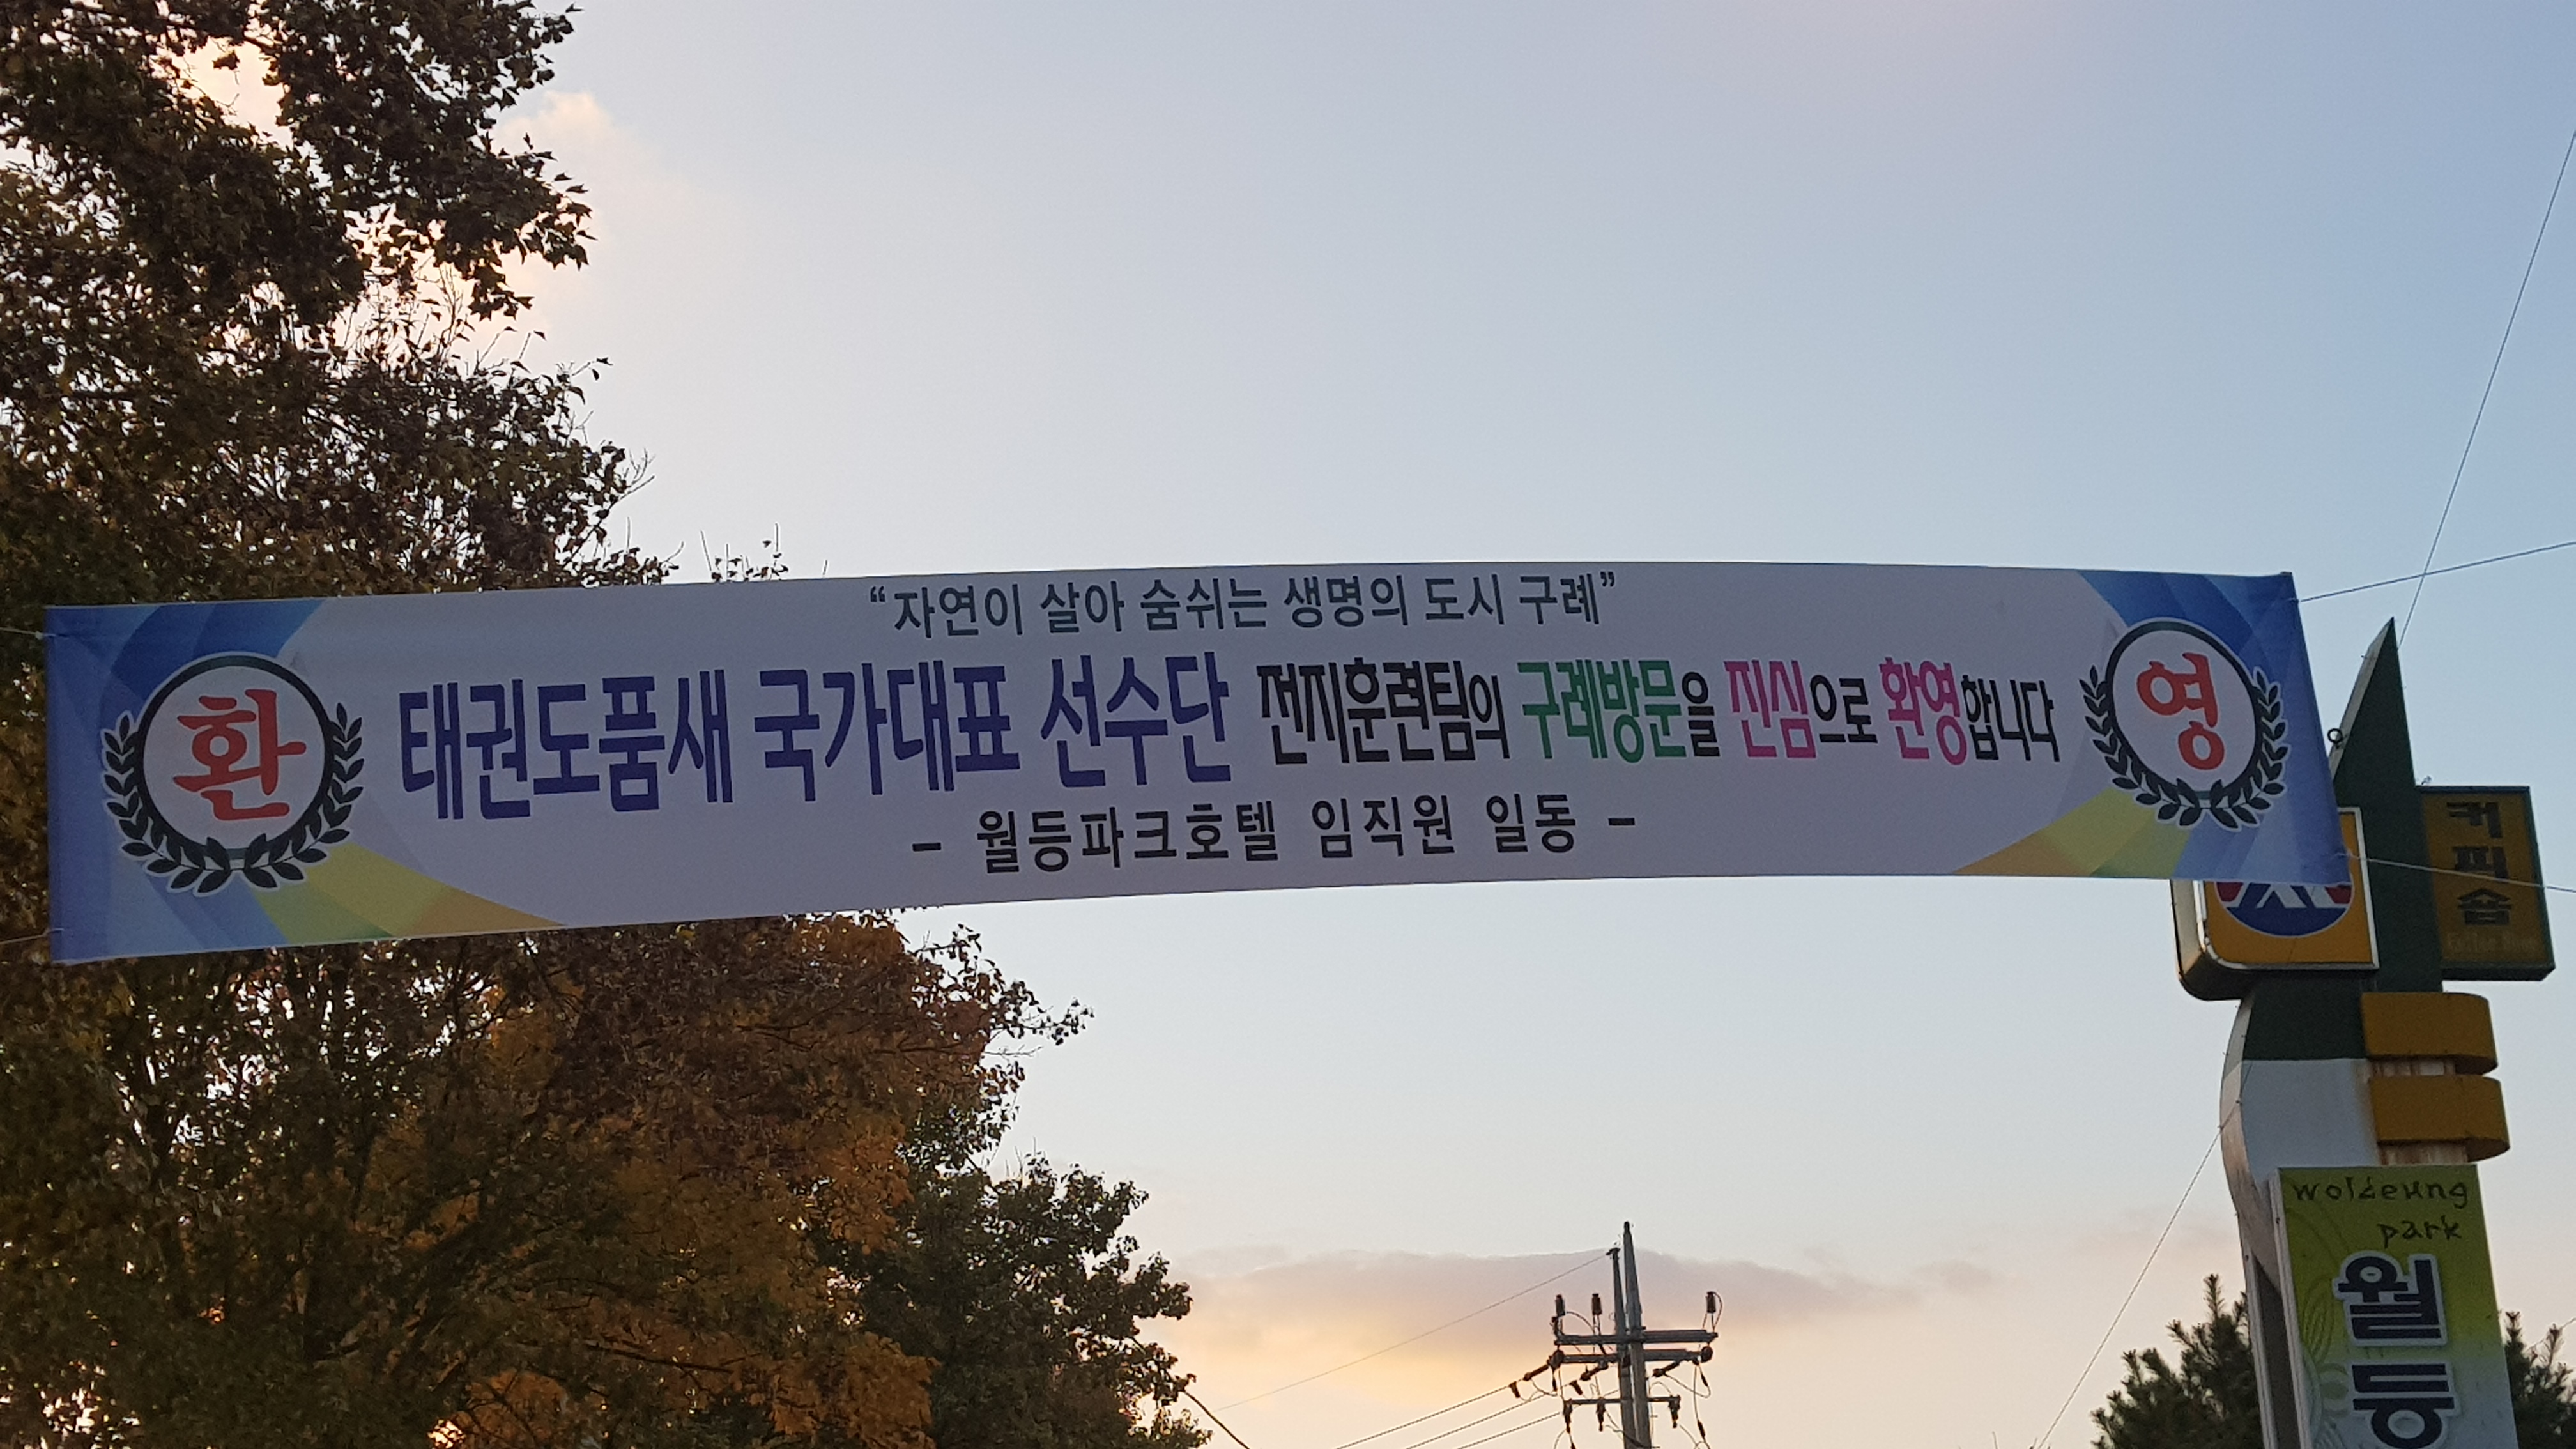 “자연이 살아 숨쉬는 생명의 도시 구례”
환 태권도품새 국가대표 선수단 전지훈련팀의 구례방문을 진심으로 환영합니다 영
- 월등파크호텔 임직원 일동 -
커피숍
woldeung
park
월등